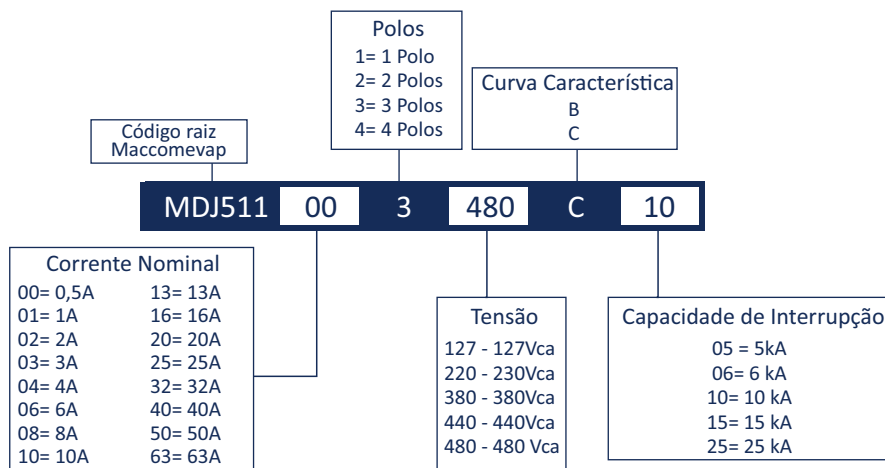 Polos
1= 1 Polo
2= 2 Polos
3= 3 Polos
4= 4 Polos
Curva Característica
B
C
Código raiz
Maccomevap
MDJ511 00 3 480 C 10
Corrente Nominal
00= 0,5A 13= 13A
01= 1A 16= 16A
02= 2A 20= 20A
03= 3A 25= 25A
04= 4A 32= 32A
06= 6A 40= 40A
08= 8A 50= 50A
10= 10A 63= 63A
Tensão
127 - 127Vca
220 - 230Vca
380 - 380Vca
440 - 440Vca
480 - 480 Vca
Capacidade de Interrupção
05 = 5kA
06= 6 kA
10= 10 kA
15= 15 kA
25= 25 kA